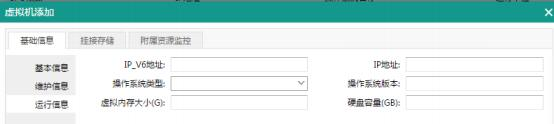 虚拟机添加
基础信息 挂接存储 附属资源监控
基本信息 IP_V6地址: IP地址:
维护信息 操作系统类型: 操作系统版本:
运行信息 虚拟内存大小(G): 硬盘容量(GB):